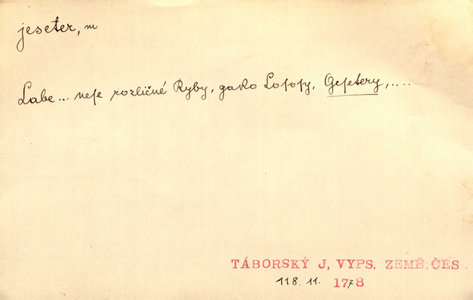 jeseter, m
Labe... nese rozličné Ryby, gako Lososy, Gesetery,....
TÁBORSKÝ J, VYPS. ZEMĚ.ČES.
118. 11. 1778